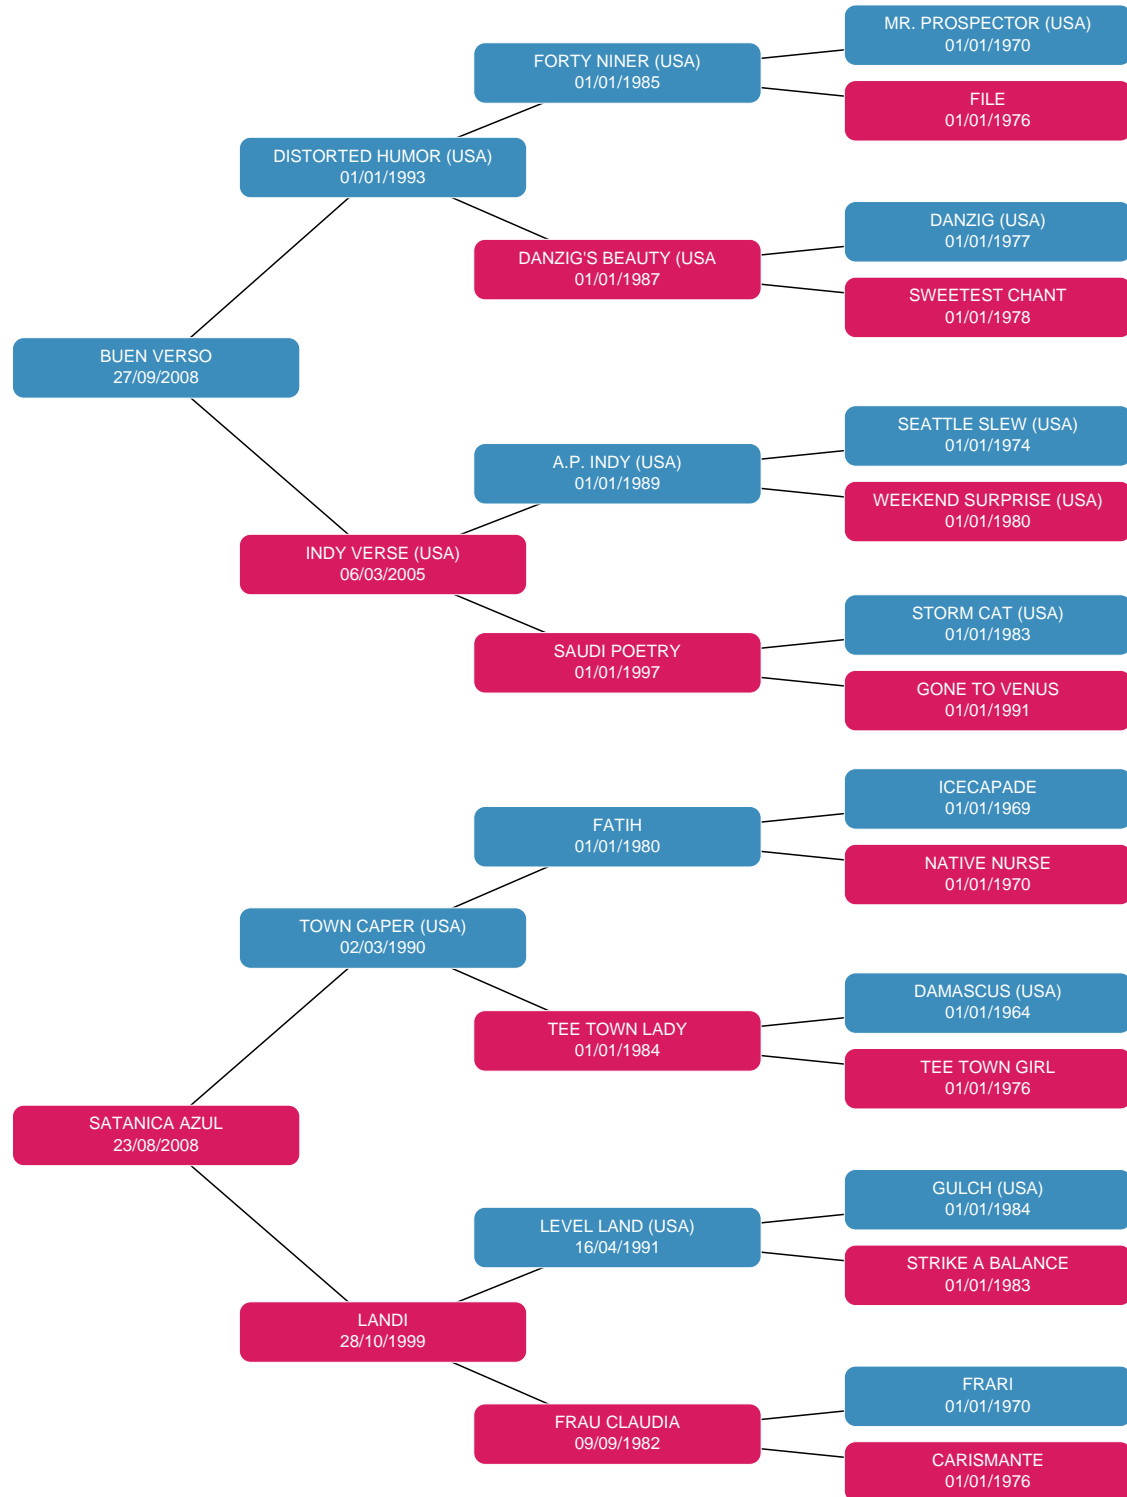 MR. PROSPECTOR (USA)
01/01/1970
FORTY NINER (USA)
01/01/1985
FILE
01/01/1976
DISTORTED HUMOR (USA)
01/01/1993
DANZIG (USA)
01/01/1977
DANZIG'S BEAUTY (USA
01/01/1987
SWEETEST CHANT
01/01/1978
BUEN VERSO
27/09/2008
SEATTLE SLEW (USA)
01/01/1974
A.P. INDY (USA)
01/01/1989
WEEKEND SURPRISE (USA)
01/01/1980
INDY VERSE (USA)
06/03/2005
STORM CAT (USA)
01/01/1983
SAUDI POETRY
01/01/1997
GONE TO VENUS
01/01/1991
ICECAPADE
01/01/1969
FATIH
01/01/1980
NATIVE NURSE
01/01/1970
TOWN CAPER (USA)
02/03/1990
DAMASCUS (USA)
01/01/1964
TEE TOWN LADY
01/01/1984
TEE TOWN GIRL
01/01/1976
SATANICA AZUL
23/08/2008
GULCH (USA)
01/01/1984
LEVEL LAND (USA)
16/04/1991
STRIKE A BALANCE
01/01/1983
LANDI
28/10/1999
FRARI
01/01/1970
FRAU CLAUDIA
09/09/1982
CARISMANTE
01/01/1976